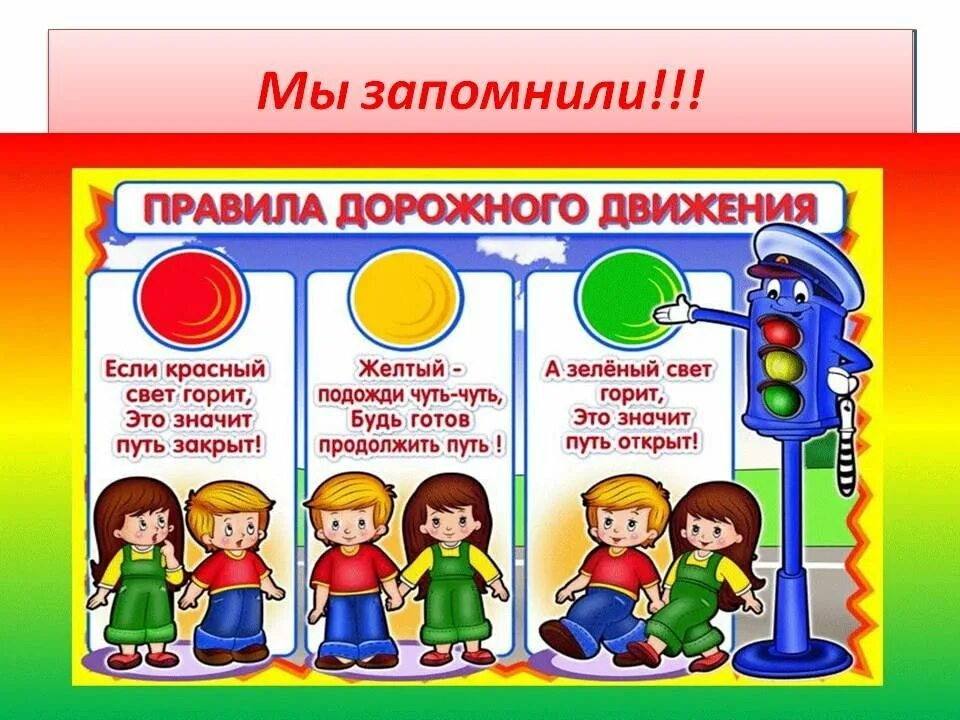 Мы запомнили!!!
ПРАВИЛА ДОРОЖНОГО ДВИЖЕНИЯ
Если красный
свет горит,
Это значит
путь закрыт!
Желтый -
подожди чуть-чуть,
Будь готов
продолжить путь !
А зелёный свет
горит,
Это значит
путь открыт!